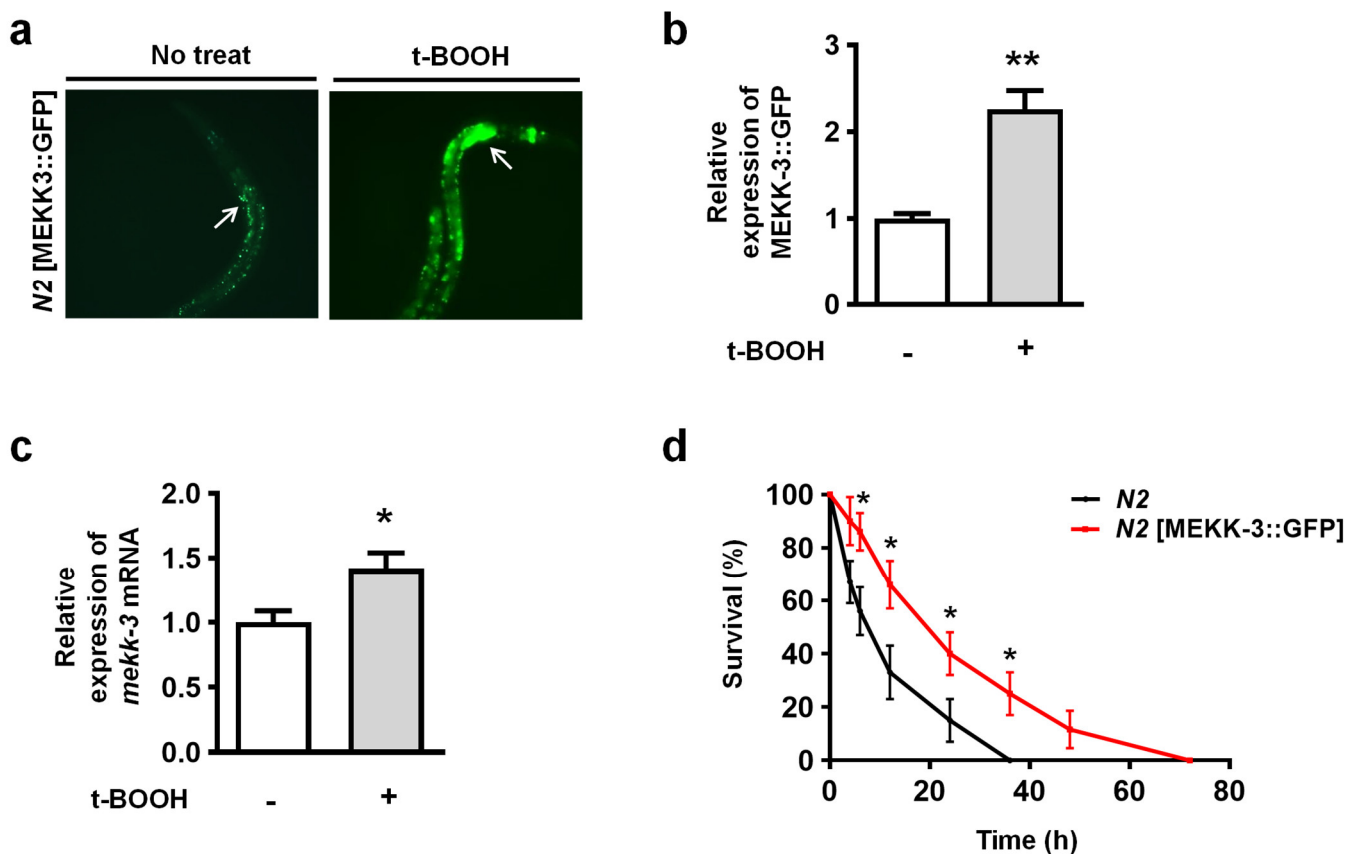 a
No treat
t-BOOH
N2 [MEKK3::GFP]
b
Relative
expression of
MEKK-3::GFP
3
2
1
0
**
t-BOOH
-
+
c
Relative
expression of
mekk-3 mRNA
2.0
1.5
1.0
0.5
0.0
*
t-BOOH
-
+
d
N2
N2 [MEKK-3::GFP]
Survival (%)
100
80
60
40
20
0
*
*
*
*
0
20
40
60
80
Time (h)